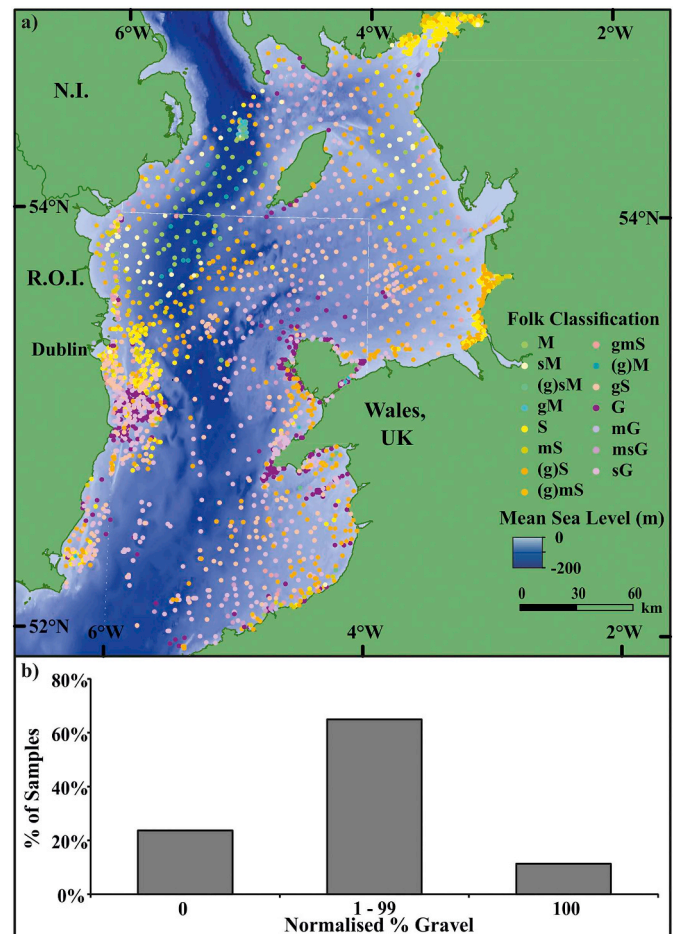 a)
6°W
4°W
2°W
N.I.
54°N
54°N
R.O.I.
Dublin
Wales,
UK
Folk Classification
M
sM
(g)sM
gM
S
mS
(g)S
(g)mS
gmS
(g)M
gS
G
mG
msG
sG
Mean Sea Level (m)
0
-200
0 30 60
km
52°N
6°W
4°W
2°W
b)
80%
60%
40%
20%
0%
% of Samples
0
1 - 99
100
Normalised % Gravel